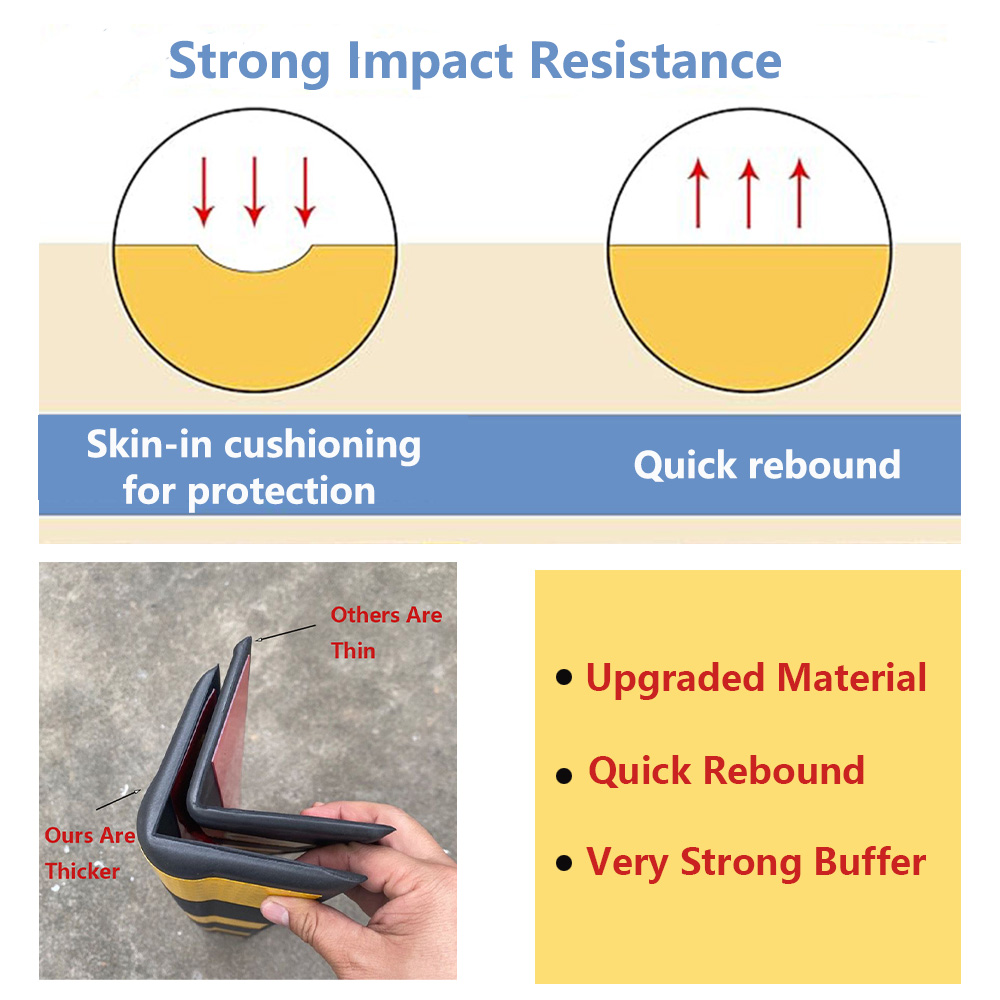 Strong Impact Resistance
Skin-in cushioning
for protection
Quick rebound
Others Are
Thin
Ours Are
Thicker
• Upgraded Material
• Quick Rebound
• Very Strong Buffer